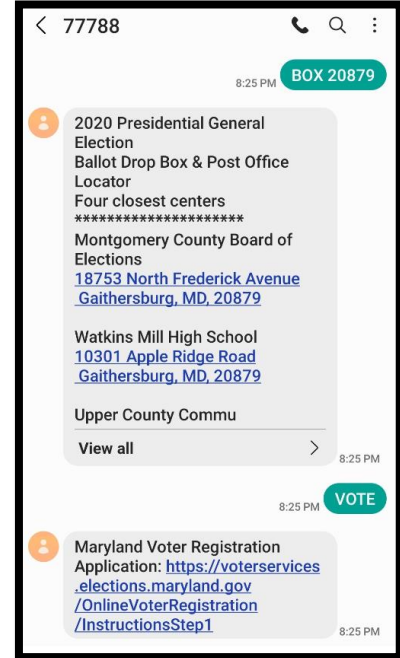 77788
8:25 PM BOX 20879
2020 Presidential General
Election
Ballot Drop Box & Post Office
Locator
Four closest centers
*********************
Montgomery County Board of
Elections
18753 North Frederick Avenue
Gaithersburg, MD, 20879
Watkins Mill High School
10301 Apple Ridge Road
Gaithersburg, MD, 20879
Upper County Commu
View all
8:25 PM
8:25 PM VOTE
Maryland Voter Registration
Application: https://voterservices
.elections.maryland.gov
/OnlineVoterRegistration
/InstructionsStep1
8:25 PM